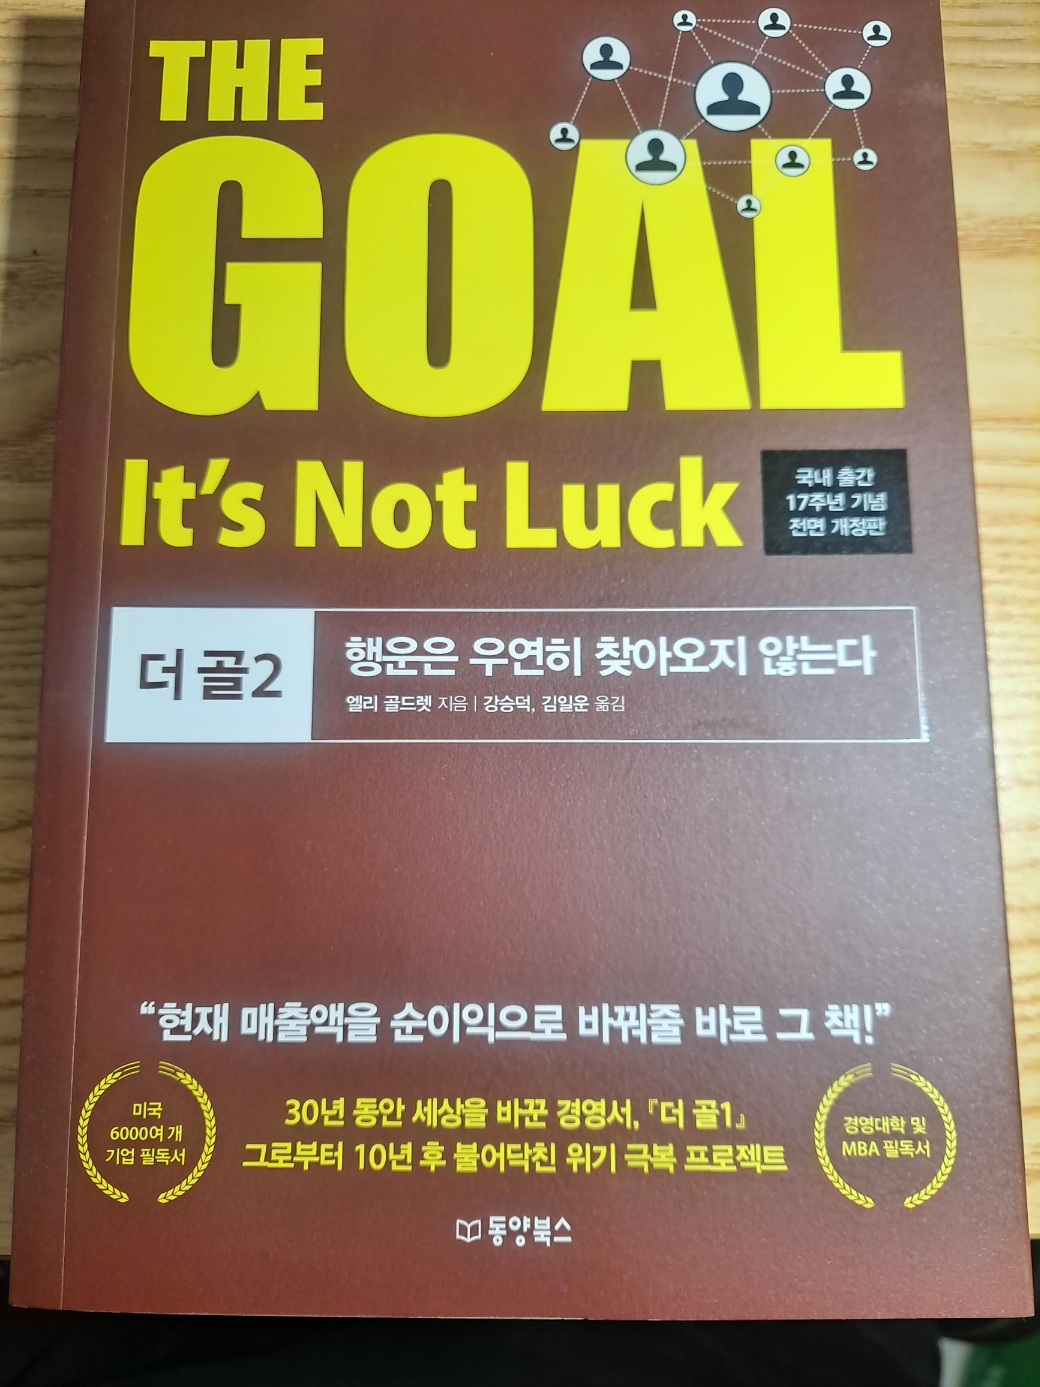 THE
GOAL
It's Not Luck
국내 출간
17주년 기념
전면 개정판
더 골2
행운은 우연히 찾아오지 않는다
엘리 골드렛 지음 | 강승덕, 김일운 옮김
“현재 매출액을 순이익으로 바꿔줄 바로 그 책!”
미국
6000여 개
기업 필독서
30년 동안 세상을 바꾼 경영서, 『더 골1』
그로부터 10년 후 불어닥친 위기 극복 프로젝트
경영대학 및
MBA 필독서
동양북스